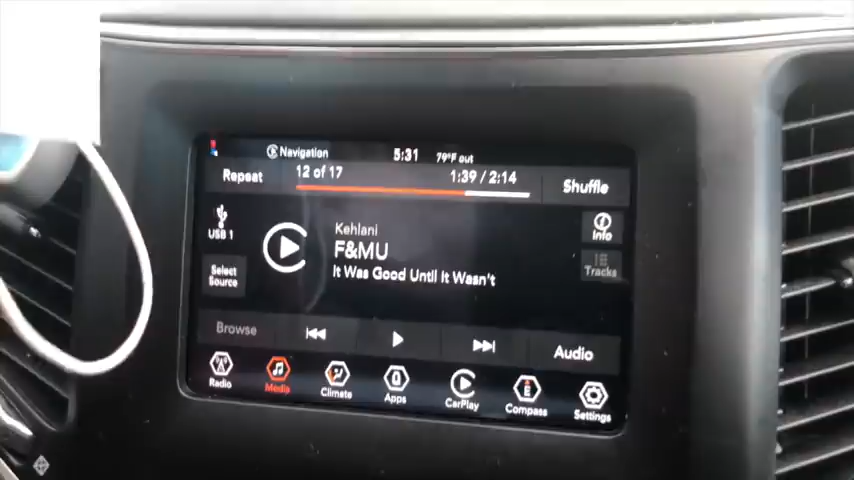 Navigation
5:31
79°F out
Repeat
12 of 17
1:39 / 2:14
Shuffle
USB 1
Kehlani
F&MU
It Was Good Until It Wasn't
Info
Select
Source
Tracks
Browse
Audio
Radio
Media
Climate
Apps
CarPlay
E
Compass
Settings